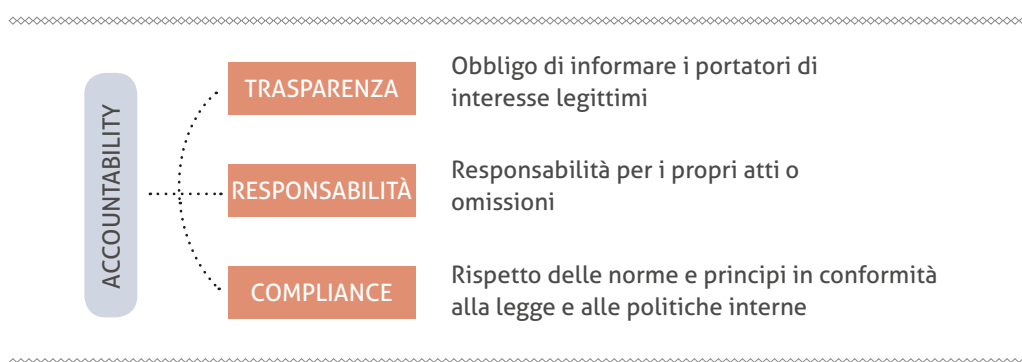 ACCOUNTABILITY
TRASPARENZA
Obbligo di informare i portatori di
interesse legittimi
RESPONSABILITÀ
Responsabilità per i propri atti o
omissioni
COMPLIANCE
Rispetto delle norme e principi in conformità
alla legge e alle politiche interne